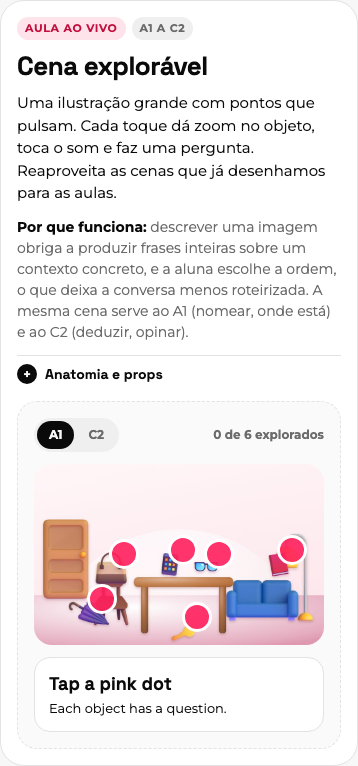 AULA AO VIVO
A1 A C2
Cena explorável
Uma ilustração grande com pontos que
pulsam. Cada toque dá zoom no objeto,
toca o som e faz uma pergunta.
Reaproveita as cenas que já desenhamos
para as aulas.
Por que funciona: descrever uma imagem
obriga a produzir frases inteiras sobre um
contexto concreto, e a aluna escolhe a ordem,
o que deixa a conversa menos roteirizada. A
mesma cena serve ao A1 (nomear, onde está)
e ao C2 (deduzir, opinar).
+ Anatomia e props
A1
C2
0 de 6 explorados
Tap a pink dot
Each object has a question.